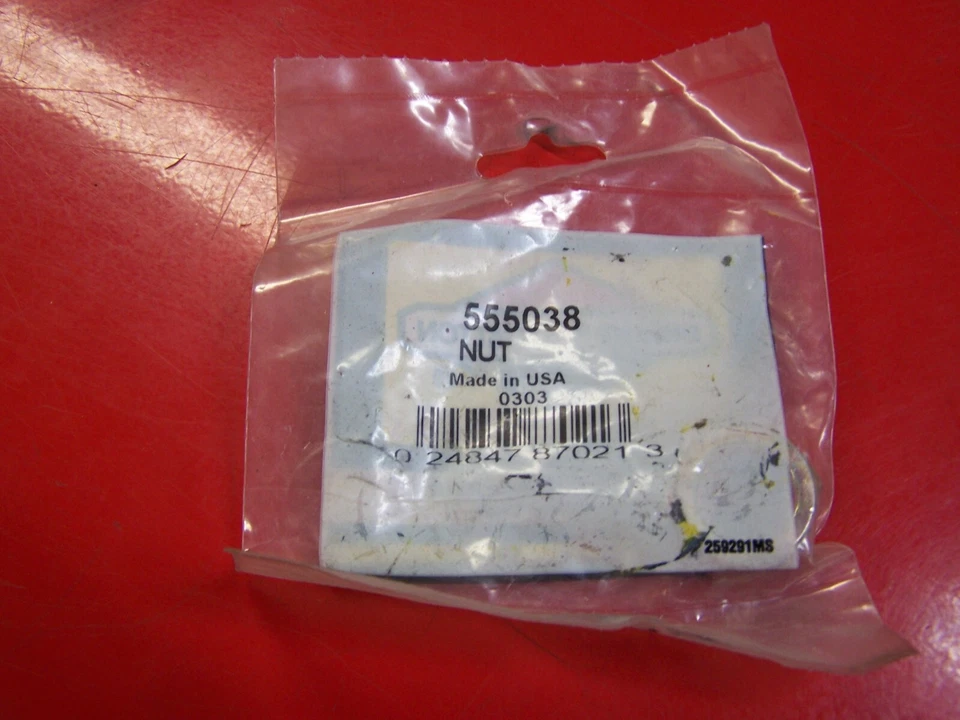 555038
NUT
Made in USA
0303
0 24847 87021 3
259291MS